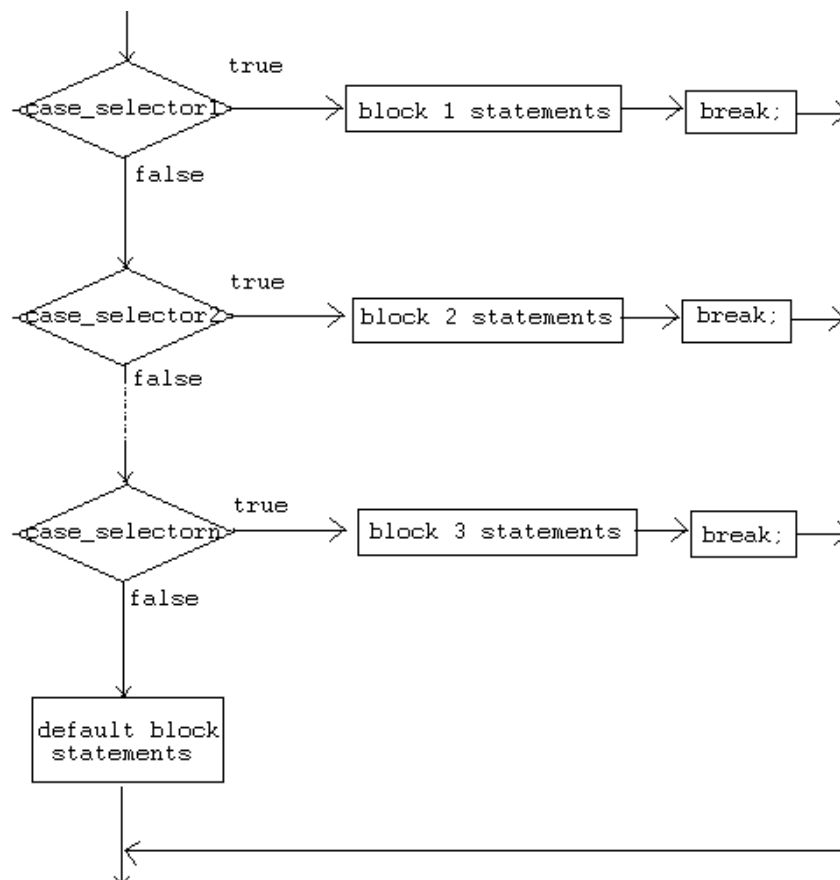 true
case_selector1
block 1 statements
break;
false
true
case_selector2
block 2 statements
break;
false
true
case_selectorn
block 3 statements
break;
false
default block
statements